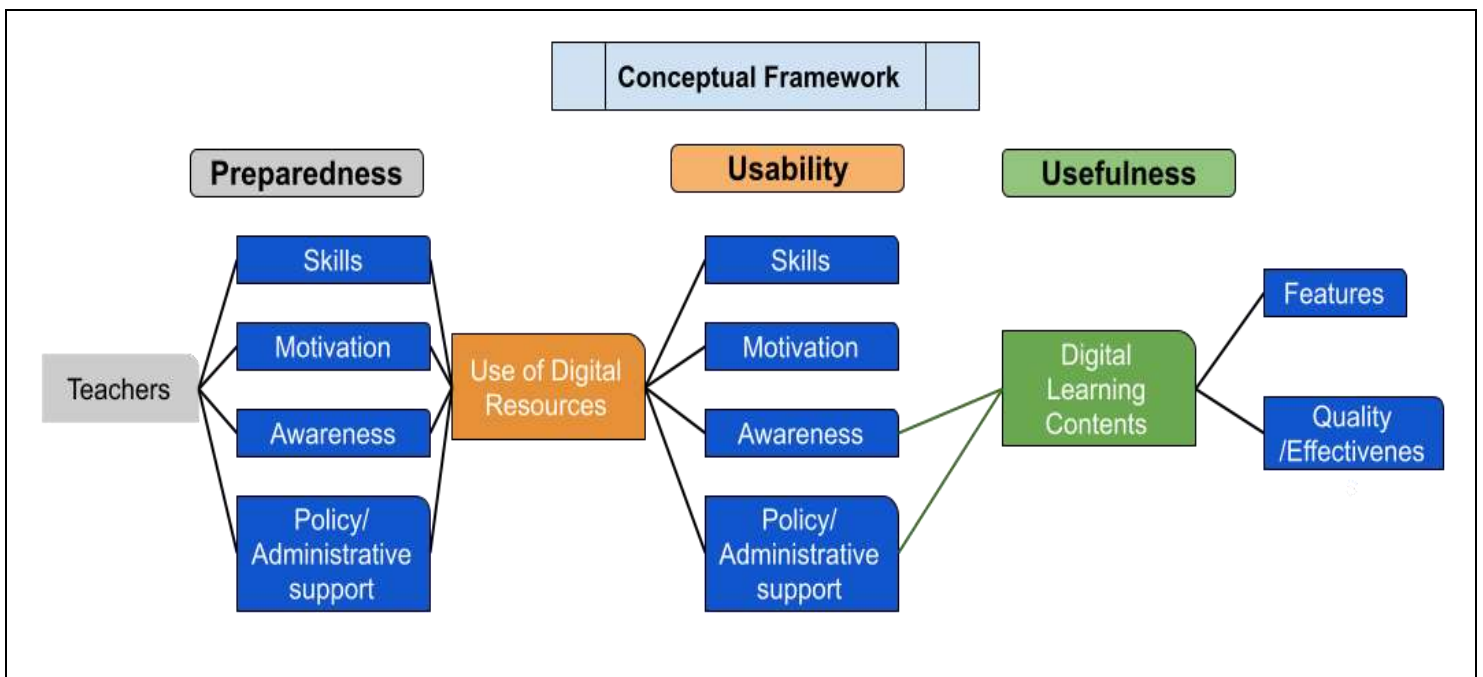 Conceptual Framework
Preparedness
Usability
Usefulness
Teachers
Skills
Motivation
Awareness
Policy/
Administrative
support
Use of Digital
Resources
Skills
Motivation
Awareness
Policy/
Administrative
support
Digital
Learning
Contents
Features
Quality
/Effectivenes
s